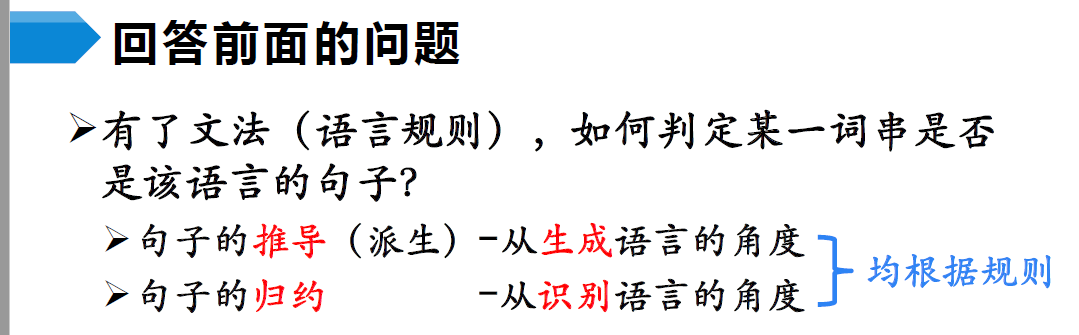 回答前面的问题
➢有了文法（语言规则），如何判定某一词串是否
是该语言的句子?
➢句子的推导（派生）-从生成语言的角度
➢句子的归约 -从识别语言的角度
均根据规则